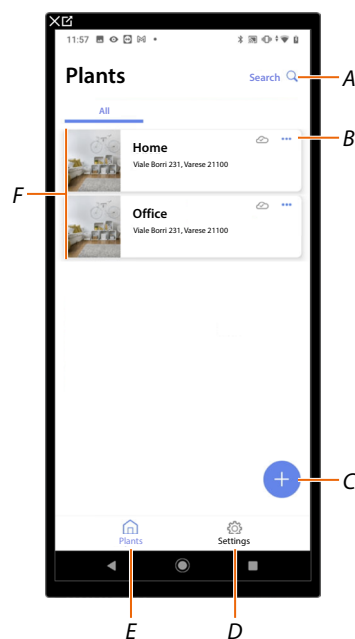 11:57
Plants
Search
A
All
B
Home
Viale Borri 231, Varese 21100
F
Office
Viale Borri 231, Varese 21100
C
Plants
Settings
E
D